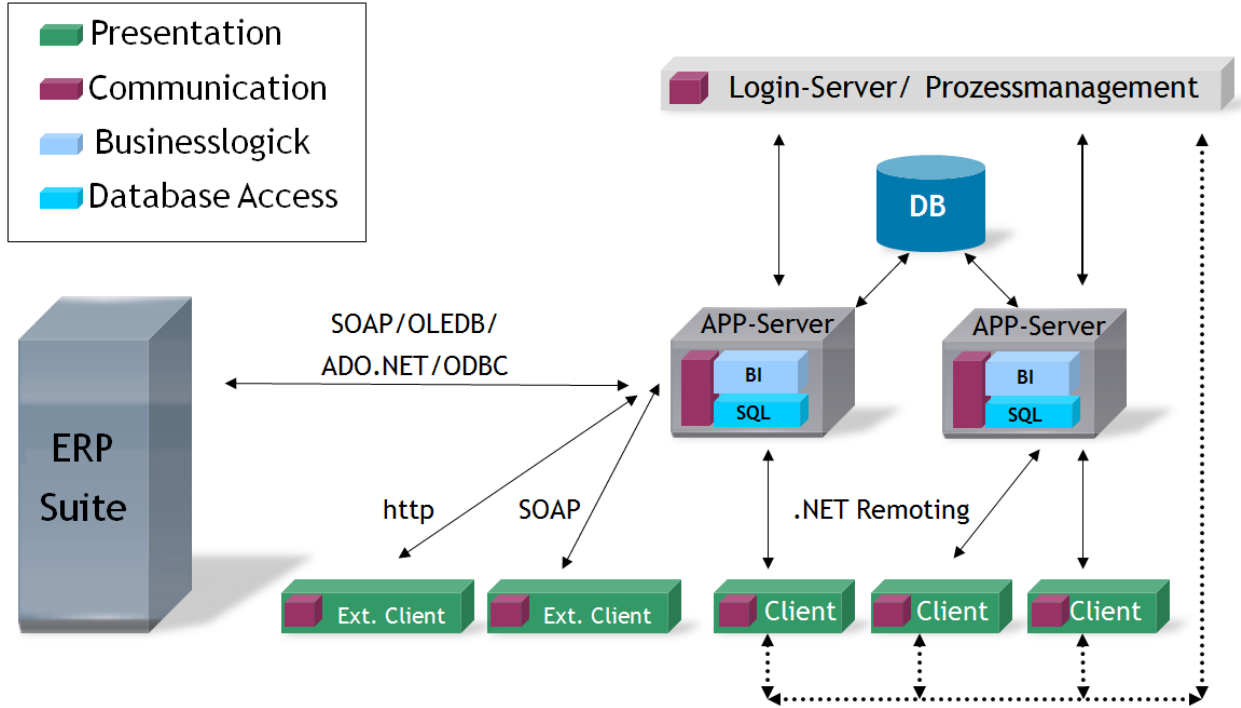 Presentation
Communication
Businesslogick
Database Access
Login-Server/ Prozessmanagement
DB
SOAP/OLEDB/
ADO.NET/ODBC
APP-Server
BI
SQL
APP-Server
BI
SQL
ERP
Suite
http
SOAP
.NET Remoting
Ext. Client
Ext. Client
Client
Client
Client